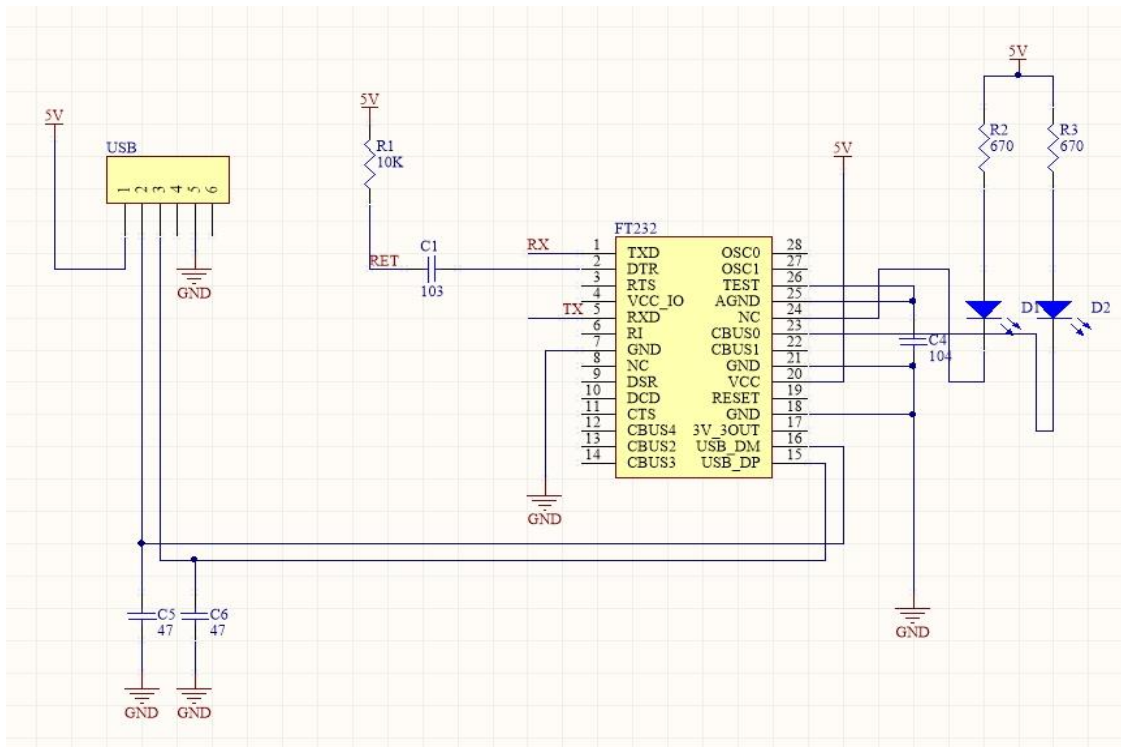 5V
5V
5V
R1
10K
R2
670
R3
670
5V
USB
1 2 3 4 5 6
GND
RET
C1
103
FT232
RX 1 TXD OSC0 28
2 DTR OSC1 27
3 RTS TEST 26
4 VCC_IO AGND 25
TX 5 RXD NC 24
6 RI CBUS0 23
7 GND CBUS1 22
8 NC GND 21
9 DSR VCC 20
10 DCD RESET 19
11 CTS GND 18
12 CBUS4 3V_3OUT 17
13 CBUS2 USB_DM 16
14 CBUS3 USB_DP 15
D1
D2
C4
104
GND
GND
C5
47
C6
47
GND
GND